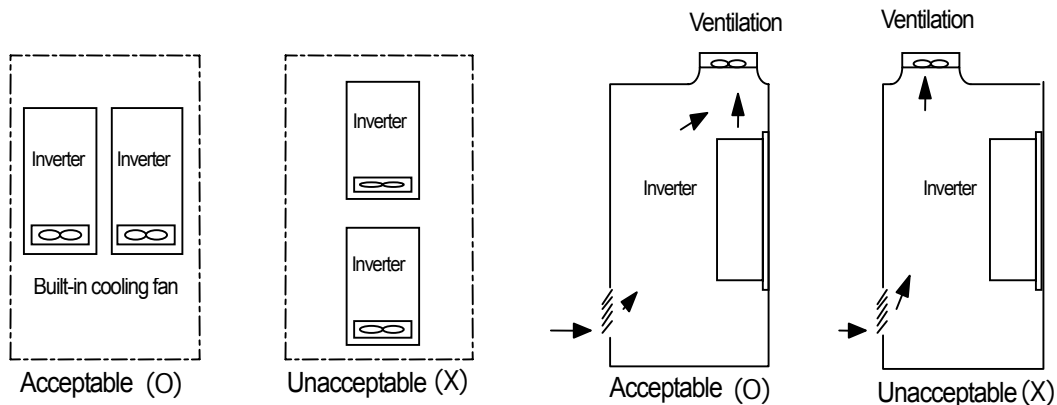 Ventilation
Ventilation
Inverter
Inverter
Inverter
Inverter
Inverter
Inverter
Built-in cooling fan
Acceptable (O)
Unacceptable (X)
Acceptable (O)
Unacceptable (X)